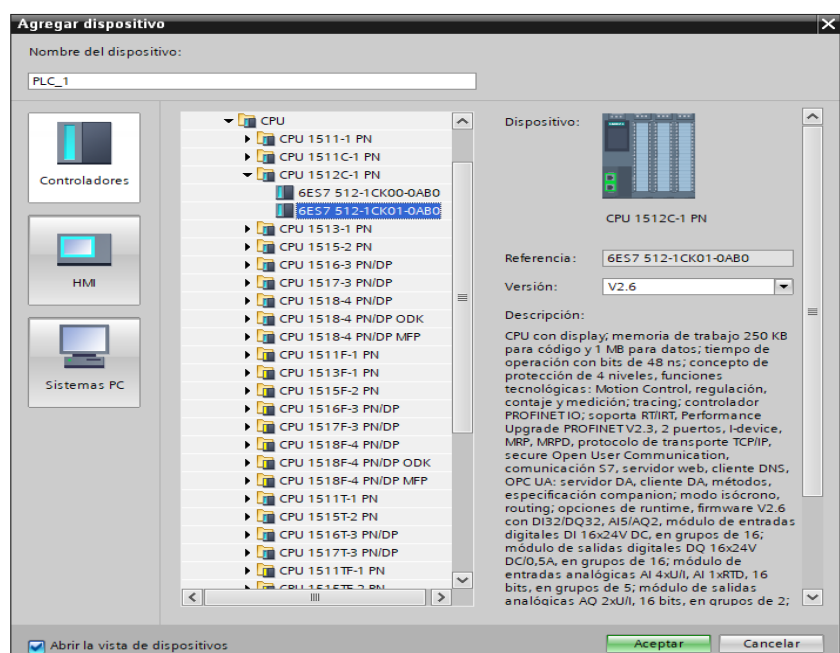 Agregar dispositivo
Nombre del dispositivo:
PLC_1
Controladores
HMI
Sistemas PC
CPU
CPU 1511-1 PN
CPU 1511C-1 PN
CPU 1512C-1 PN
6ES7 512-1CK00-0AB0
6ES7 512-1CK01-0AB0
CPU 1513-1 PN
CPU 1515-2 PN
CPU 1516-3 PN/DP
CPU 1517-3 PN/DP
CPU 1518-4 PN/DP
CPU 1518-4 PN/DP ODK
CPU 1518-4 PN/DP MFP
CPU 1511F-1 PN
CPU 1513F-1 PN
CPU 1515F-2 PN
CPU 1516F-3 PN/DP
CPU 1517F-3 PN/DP
CPU 1518F-4 PN/DP
CPU 1518F-4 PN/DP ODK
CPU 1518F-4 PN/DP MFP
CPU 1511T-1 PN
CPU 1515T-2 PN
CPU 1516T-3 PN/DP
CPU 1517T-3 PN/DP
CPU 1511TF-1 PN
CPU 1515TF-2 PN
Dispositivo:
CPU 1512C-1 PN
Referencia: 6ES7 512-1CK01-0AB0
Versión: V2.6
Descripción:
CPU con display; memoria de trabajo 250 KB
para código y 1 MB para datos; tiempo de
operación con bits de 48 ns; concepto de
protección de 4 niveles, funciones
tecnológicas: Motion Control, regulación,
contaje y medición; tracing; controlador
PROFINET IO; soporta RT/IRT, Performance
Upgrade PROFINET V2.3, 2 puertos, I-device,
MRP, MRPD, protocolo de transporte TCP/IP,
secure Open User Communication,
comunicación S7, servidor web, cliente DNS,
OPC UA: servidor DA, cliente DA, métodos,
especificación companion; modo isócrono,
routing; opciones de runtime, firmware V2.6
con DI32/DQ32, AI5/AQ2, módulo de entradas
digitales DI 16x24V DC, en grupos de 16;
módulo de salidas digitales DQ 16x24V
DC/0,5A, en grupos de 16; módulo de
entradas analógicas AI 4xU/I, AI 1xRTD, 16
bits, en grupos de 5; módulo de salidas
analógicas AQ 2xU/I, 16 bits, en grupos de 2;
Abrir la vista de dispositivos
Aceptar
Cancelar